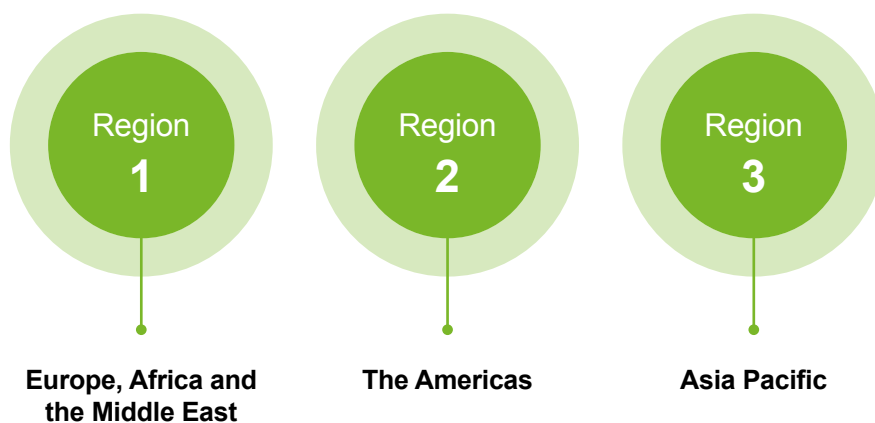 Region
1
Europe, Africa and
the Middle East
Region
2
The Americas
Region
3
Asia Pacific